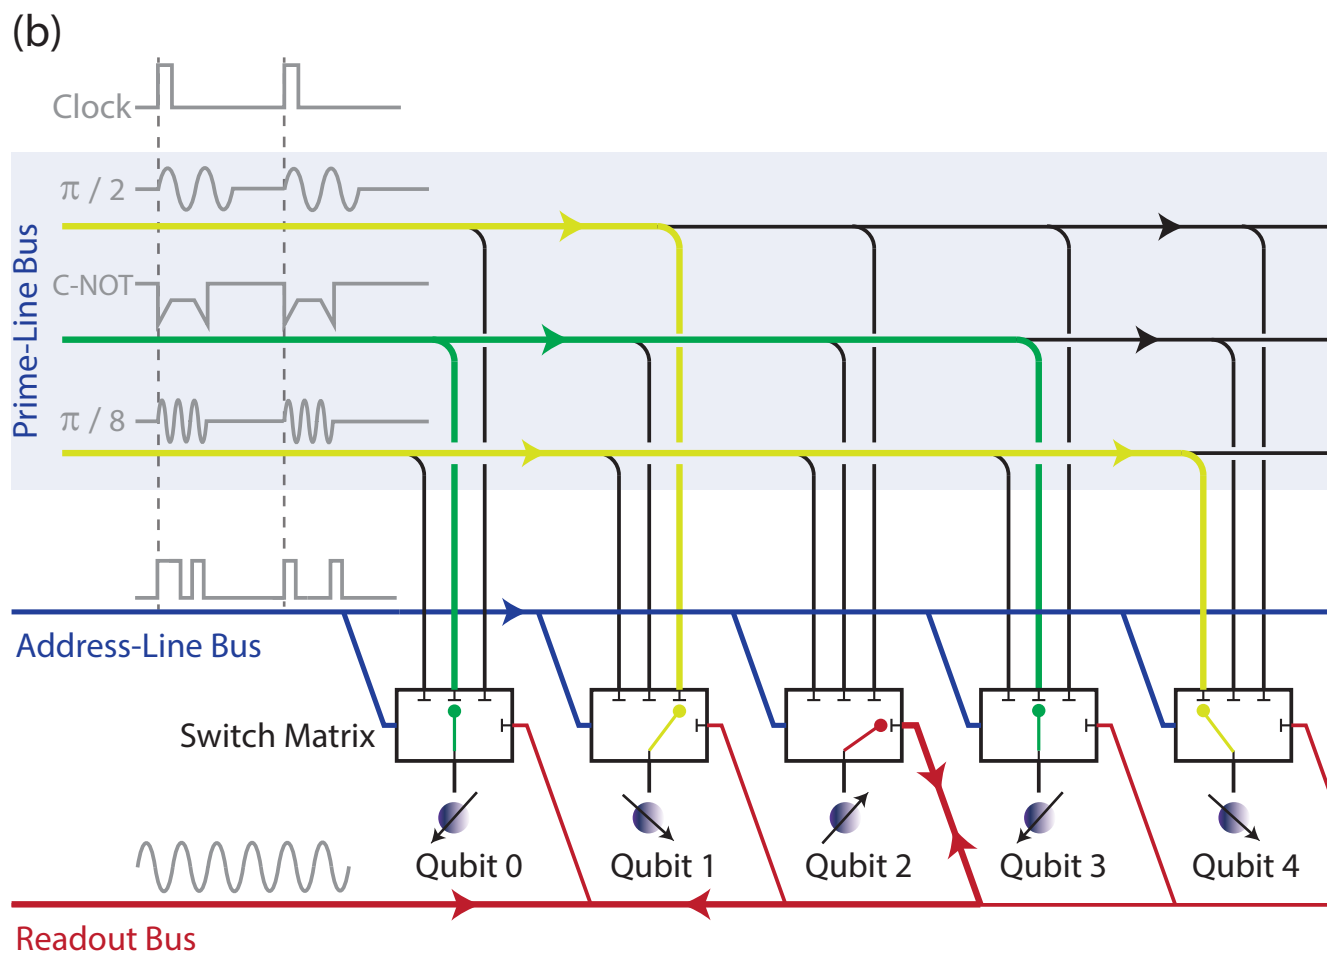 (b)
Clock
π / 2
Prime-Line Bus
C-NOT
π / 8
Address-Line Bus
Switch Matrix
Qubit 0
Qubit 1
Qubit 2
Qubit 3
Qubit 4
Readout Bus